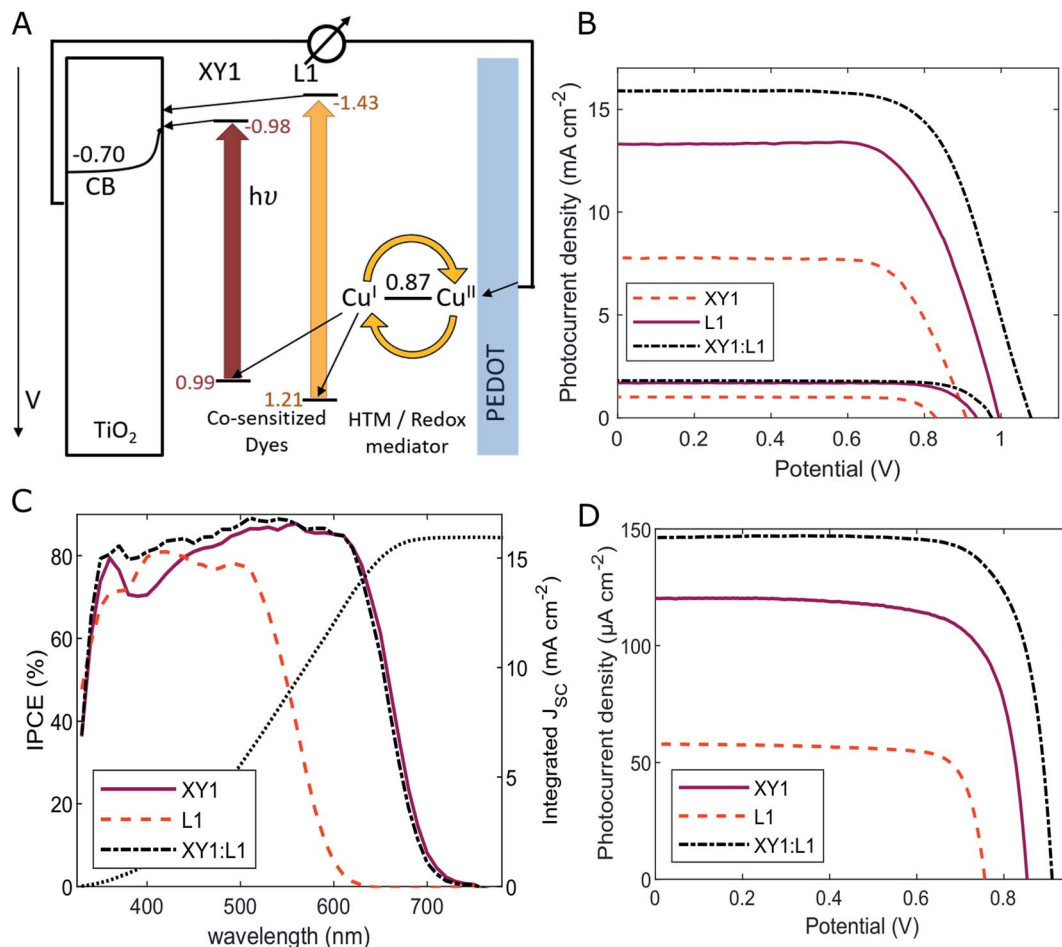 A
XY1
L1
-1.43
-0.98
-0.70
CB
hυ
0.87
Cu^I
Cu^II
PEDOT
0.99
1.21
V
TiO₂
Co-sensitized
Dyes
HTM / Redox
mediator
B
Photocurrent density (mA cm⁻²)
15
10
5
0
XY1
L1
XY1:L1
0
0.2
0.4
0.6
0.8
1
Potential (V)
C
IPCE (%)
80
60
40
20
0
XY1
L1
XY1:L1
15
10
5
0
Integrated J_SC (mA cm⁻²)
400
500
600
700
wavelength (nm)
D
Photocurrent density (μA cm⁻²)
150
100
50
0
XY1
L1
XY1:L1
0
0.2
0.4
0.6
0.8
Potential (V)